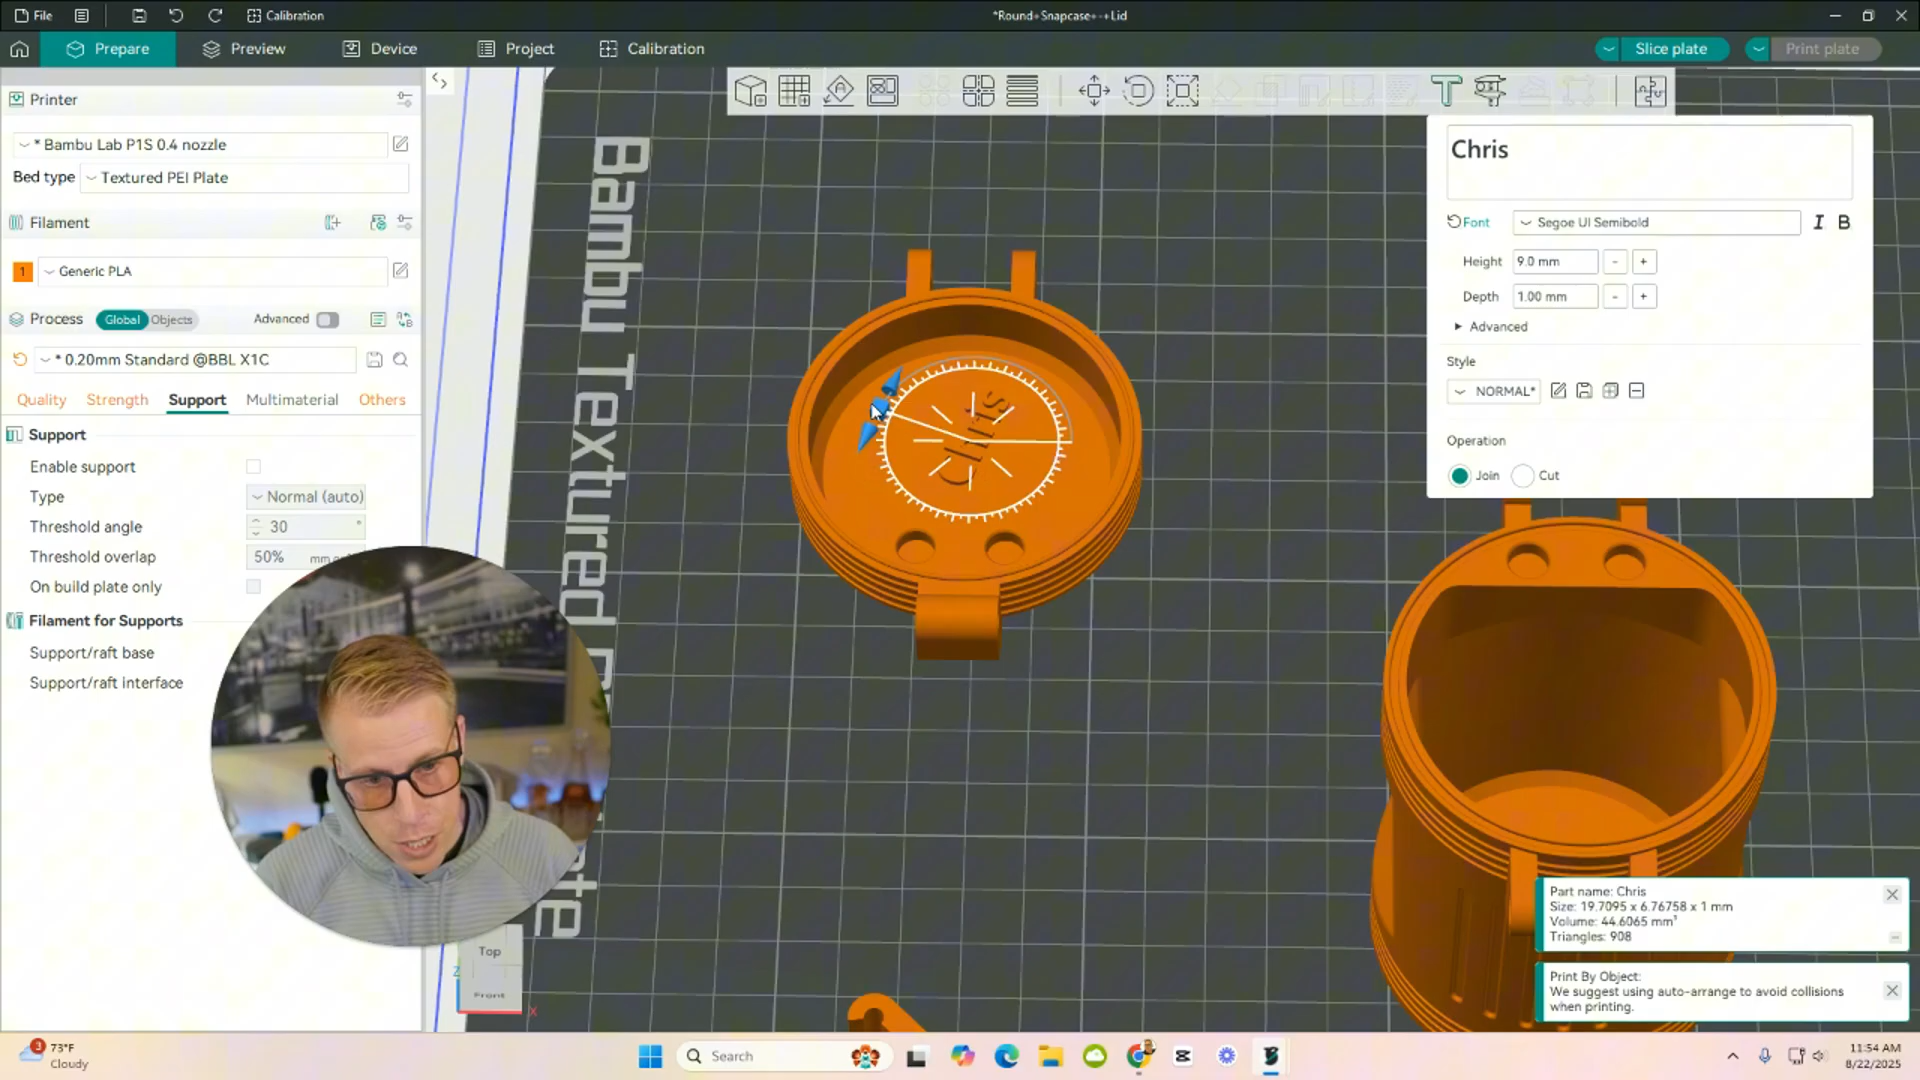 File
Calibration
*Round+Snapcase+-+Lid
Prepare
Preview
Device
Project
Calibration
Slice plate
Print plate
Printer
* Bambu Lab P1S 0.4 nozzle
Bed type
Textured PEI Plate
Filament
1
Generic PLA
Process
Global
Objects
Advanced
* 0.20mm Standard @BBL X1C
Quality
Strength
Support
Multimaterial
Others
Support
Enable support
Type
Normal (auto)
Threshold angle
30
°
Threshold overlap
50%
On build plate only
Filament for Supports
Support/raft base
Support/raft interface
Bambu Textured
Chris
Top
Front
X
Z
Chris
Font
Segoe UI Semibold
I
B
Height
9.0 mm
-
+
Depth
1.00 mm
-
+
Advanced
Style
NORMAL*
Operation
Join
Cut
Part name: Chris
Size: 19.7095 x 6.76758 x 1 mm
Volume: 44.6065 mm³
Triangles: 908
Print By Object:
We suggest using auto-arrange to avoid collisions
when printing.
3
73°F
Cloudy
Search
11:54 AM
8/22/2025